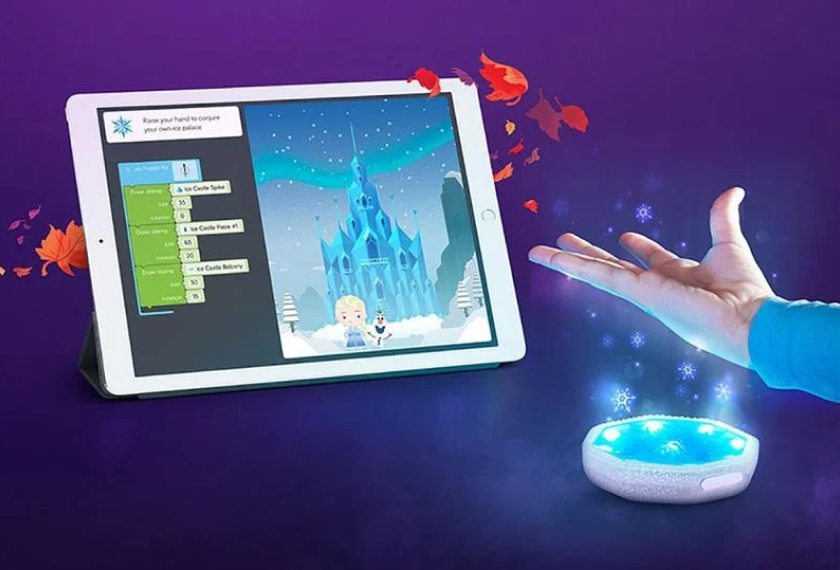 Raise your hand to conjure
your own ice palace
Draw stamp Ice Castle Spike
size 35
rotation 0
Draw stamp Ice Castle Piece #1
size 65
rotation 20
Draw stamp Ice Castle Balcony
size 50
rotation 15